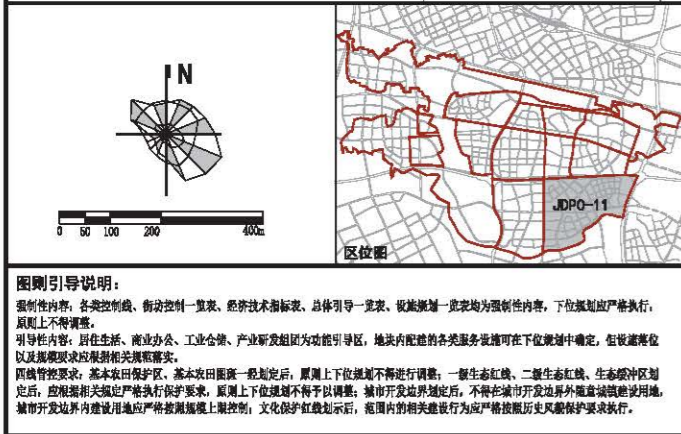 N
0 50 100 200 400m
JDPO-11
区位图
图则引导说明：
强制性内容：各类控制线、街坊控制一览表、经济技术指标表、总体引导一览表、设施规划一览表均为强制性内容，下位规划应严格执行；
原则上不得调整。
引导性内容：居住生活、商业办公、工业仓储、产业研发组团为功能引导区，地块内配建的各类服务设施可在下位规划中确定，但设施落位
以及规模要求应根据相关规范落实。
四线管控要求：基本农田保护区、基本农田图斑一经划定后，原则上下位规划不得进行调整；一级生态红线、二级生态红线、生态缓冲区划
定后，应根据相关规定严格执行保护要求，原则上下位规划不得予以调整；城市开发边界划定后，不得在城市开发边界外随意城镇建设用地，
城市开发边界内建设用地应严格按照规模上限控制；文化保护红线划示后，范围内的相关建设行为应严格按照历史风貌保护要求执行。